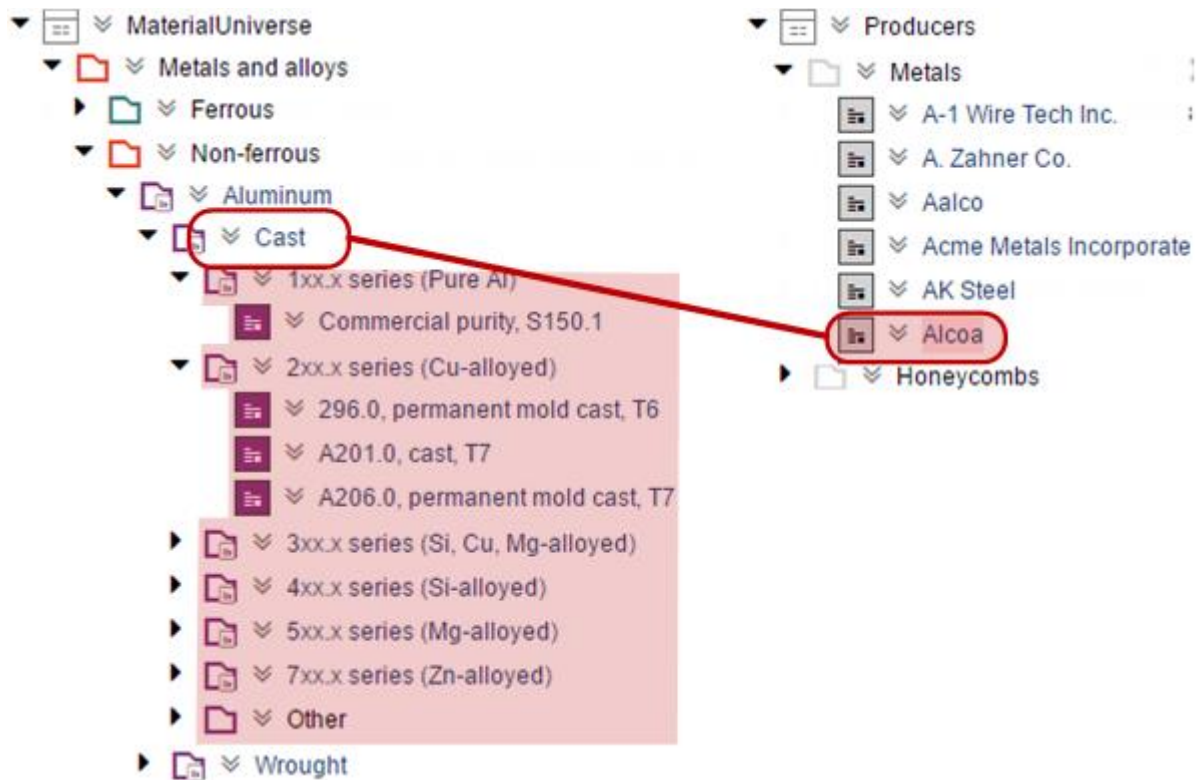 MaterialUniverse
Metals and alloys
Ferrous
Non-ferrous
Aluminum
Cast
1xx.x series (Pure Al)
Commercial purity, S150.1
2xx.x series (Cu-alloyed)
296.0, permanent mold cast, T6
A201.0, cast, T7
A206.0, permanent mold cast, T7
3xx.x series (Si, Cu, Mg-alloyed)
4xx.x series (Si-alloyed)
5xx.x series (Mg-alloyed)
7xx.x series (Zn-alloyed)
Other
Wrought
Producers
Metals
A-1 Wire Tech Inc.
A. Zahner Co.
Aalco
Acme Metals Incorporate
AK Steel
Alcoa
Honeycombs